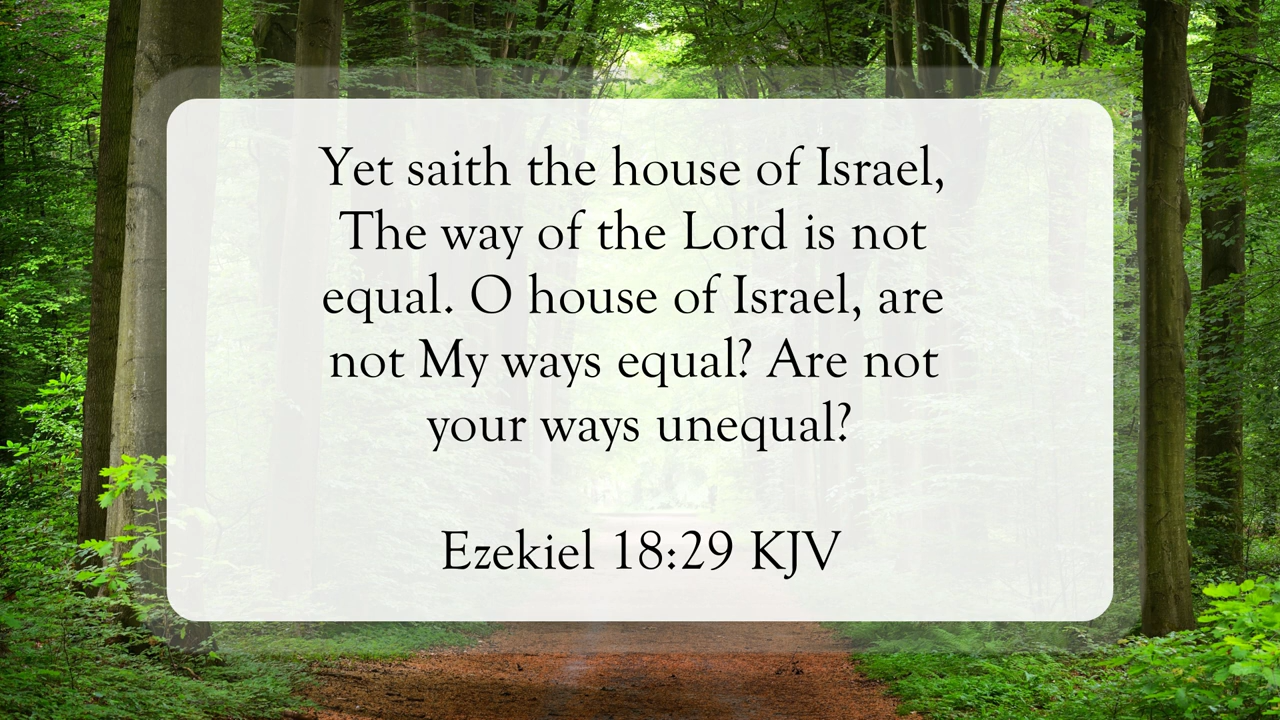 Yet saith the house of Israel,
The way of the Lord is not
equal. O house of Israel, are
not My ways equal? Are not
your ways unequal?
Ezekiel 18:29 KJV